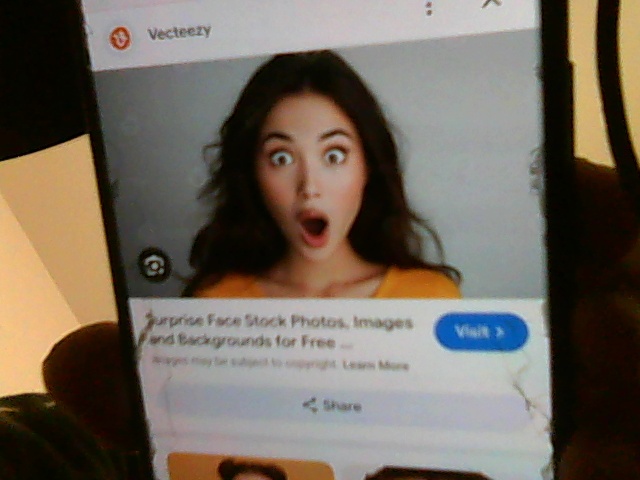 Vecteezy
Surprise Face Stock Photos, Images
and Backgrounds for Free ...
Visit >
Images may be subject to copyright. Learn More
Share